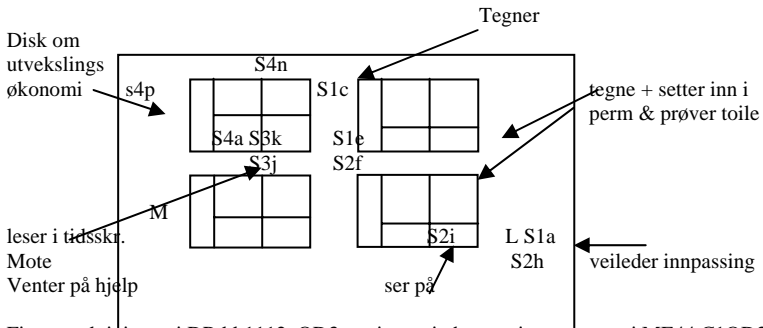 Tegner
Disk om
utvekslings
økonomi
S4n
s4p
S1c
tegne + setter inn i
perm & prøver toile
S4a S3k
S1e
S3j
S2f
M
leser i tidsskr.
Mote
Venter på hjelp
S2i
L S1a
S2h
veileder innpassing
ser på